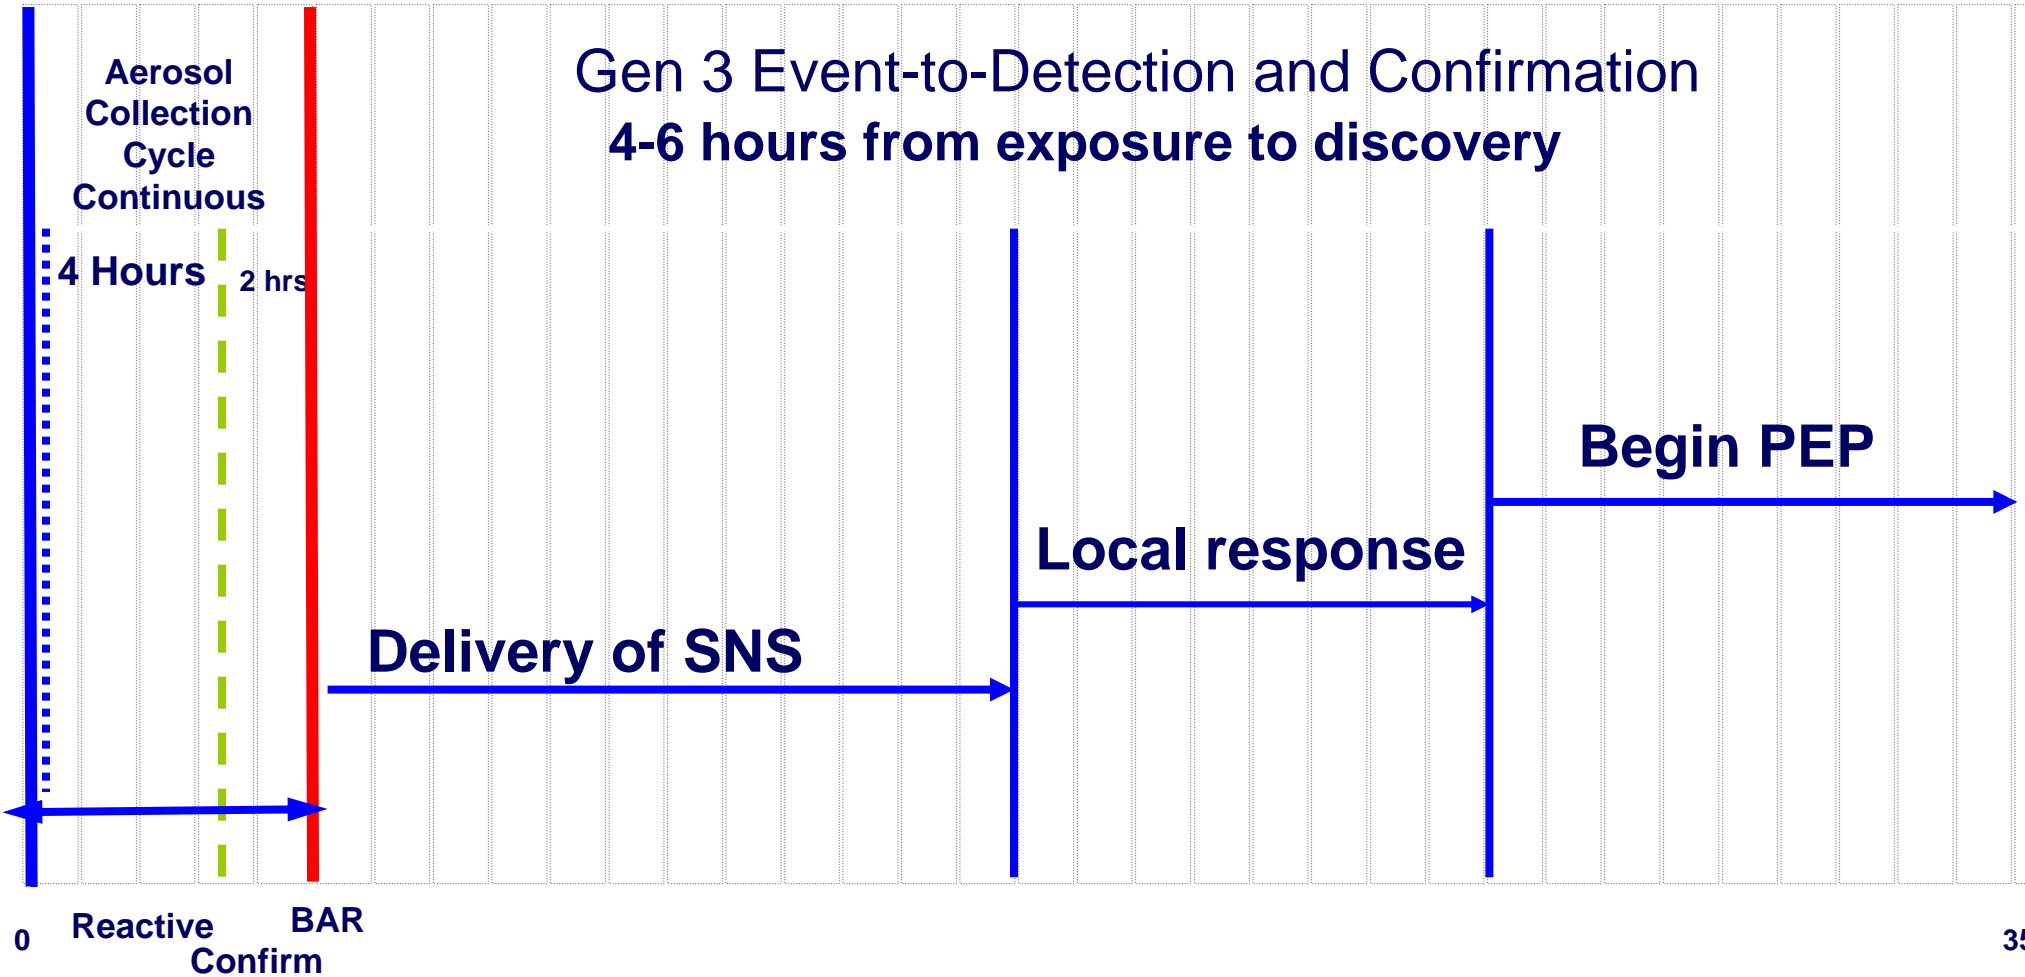 Gen 3 Event-to-Detection and Confirmation
4-6 hours from exposure to discovery
Aerosol
Collection
Cycle
Continuous
4 Hours
2 hrs
Begin PEP
Local response
Delivery of SNS
0
Reactive
Confirm
BAR
35